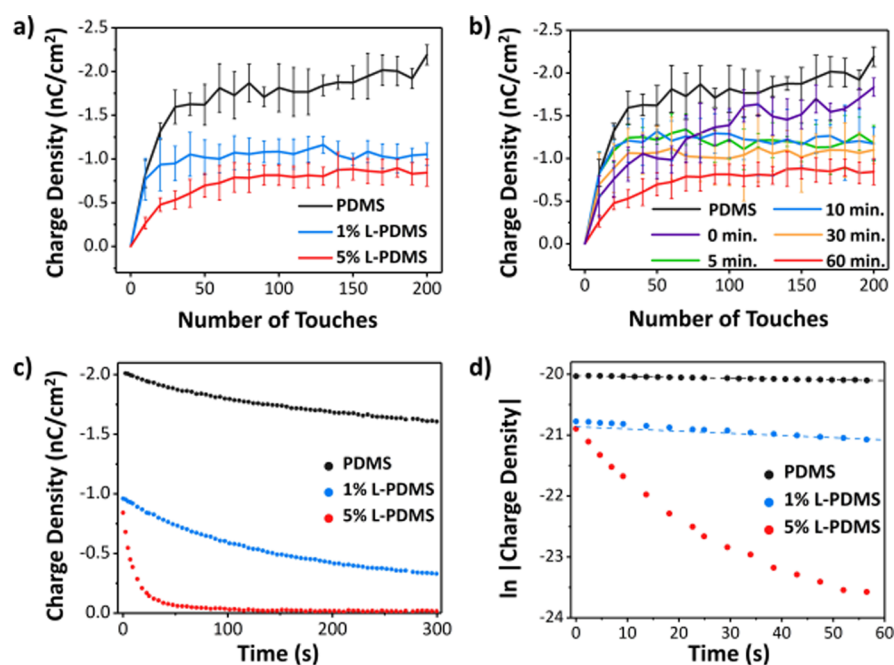 a)
Charge Density (nC/cm²)
-2.5
-2.0
-1.5
-1.0
-0.5
0.0
PDMS
1% L-PDMS
5% L-PDMS
0 50 100 150 200
Number of Touches
b)
Charge Density (nC/cm²)
-2.5
-2.0
-1.5
-1.0
-0.5
0.0
PDMS 10 min.
0 min. 30 min.
5 min. 60 min.
0 50 100 150 200
Number of Touches
c)
Charge Density (nC/cm²)
-2.0
-1.5
-1.0
-0.5
0.0
PDMS
1% L-PDMS
5% L-PDMS
0 100 200 300
Time (s)
d)
ln |Charge Density|
-20
-21
-22
-23
-24
PDMS
1% L-PDMS
5% L-PDMS
0 10 20 30 40 50 60
Time (s)